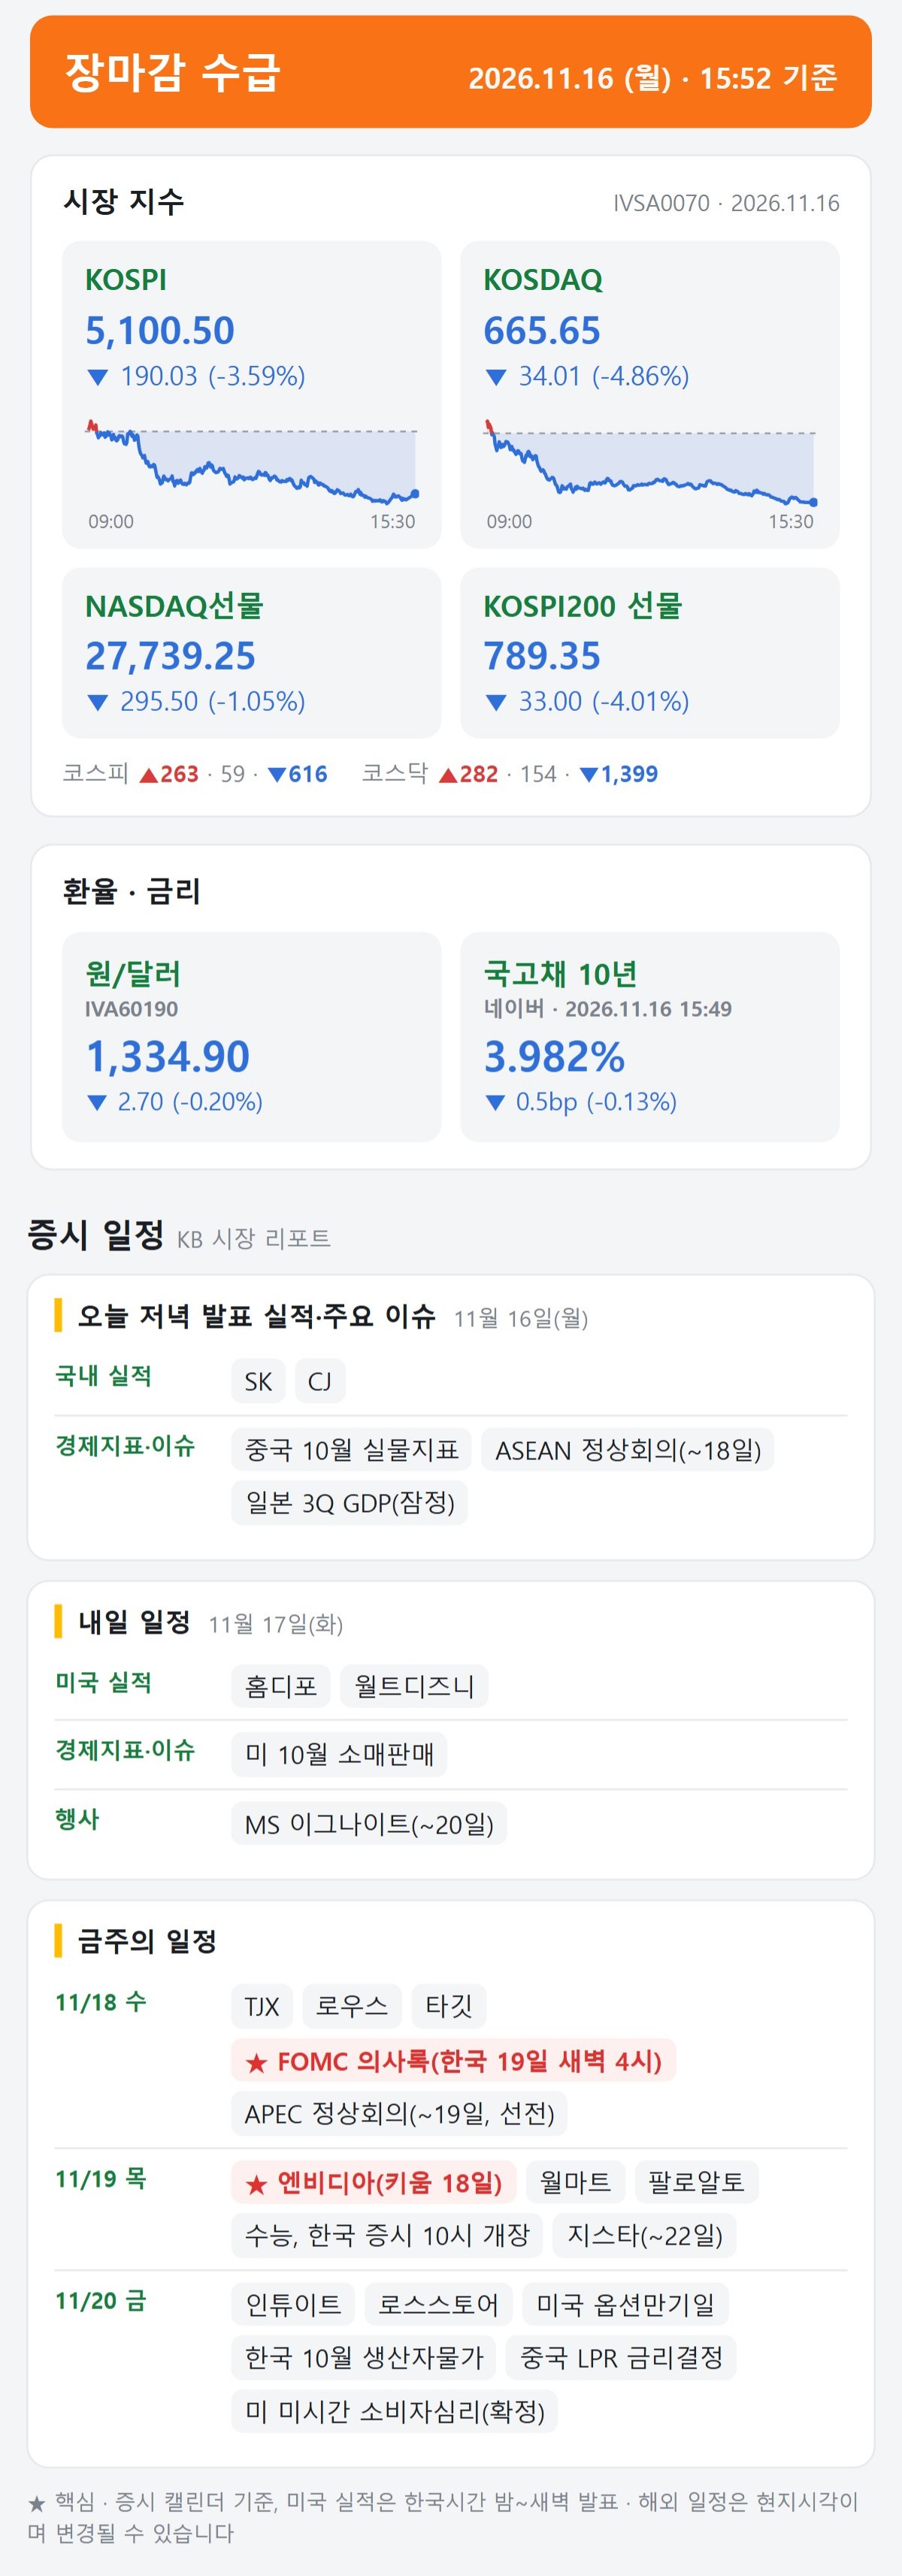 장마감 수급
2026.11.16 (월) · 15:52 기준
시장 지수
IVSA0070 · 2026.11.16
KOSPI
5,100.50
▼ 190.03 (-3.59%)
09:00 15:30
KOSDAQ
665.65
▼ 34.01 (-4.86%)
09:00 15:30
NASDAQ선물
27,739.25
▼ 295.50 (-1.05%)
KOSPI200 선물
789.35
▼ 33.00 (-4.01%)
코스피 ▲263 · 59 · ▼616 코스닥 ▲282 · 154 · ▼1,399
환율 · 금리
원/달러
IVA60190
1,334.90
▼ 2.70 (-0.20%)
국고채 10년
네이버 · 2026.11.16 15:49
3.982%
▼ 0.5bp (-0.13%)
증시 일정 KB 시장 리포트
오늘 저녁 발표 실적·주요 이슈 11월 16일(월)
국내 실적 SK CJ
경제지표·이슈 중국 10월 실물지표 ASEAN 정상회의(~18일)
일본 3Q GDP(잠정)
내일 일정 11월 17일(화)
미국 실적 홈디포 월트디즈니
경제지표·이슈 미 10월 소매판매
행사 MS 이그나이트(~20일)
금주의 일정
11/18 수 TJX 로우스 타깃
★ FOMC 의사록(한국 19일 새벽 4시)
APEC 정상회의(~19일, 선전)
11/19 목 ★ 엔비디아(키움 18일) 월마트 팔로알토
수능, 한국 증시 10시 개장 지스타(~22일)
11/20 금 인튜이트 로스스토어 미국 옵션만기일
한국 10월 생산자물가 중국 LPR 금리결정
미 미시간 소비자심리(확정)
★ 핵심 · 증시 캘린더 기준, 미국 실적은 한국시간 밤~새벽 발표 · 해외 일정은 현지시각이
며 변경될 수 있습니다